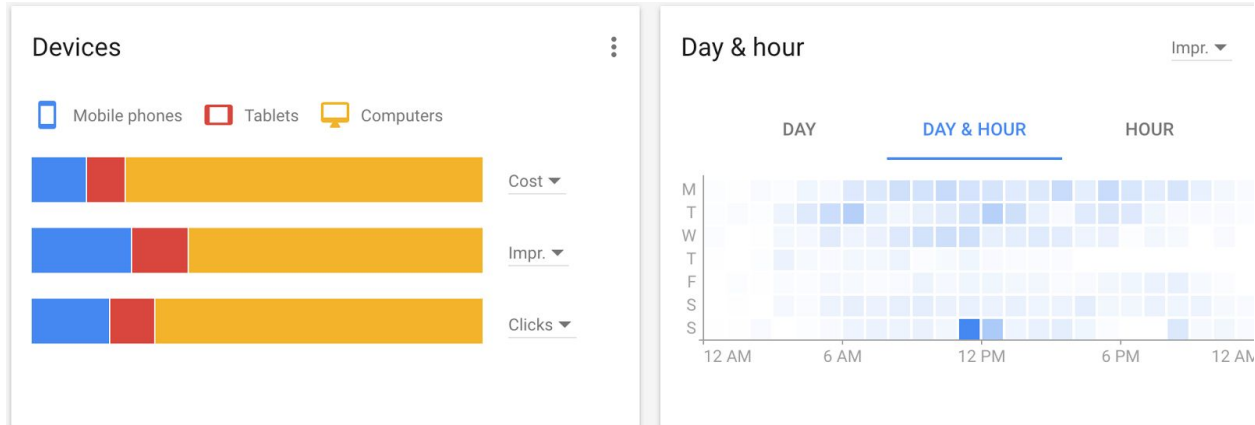 Devices
Mobile phones Tablets Computers
Cost
Impr.
Clicks
Day & hour
Impr.
DAY DAY & HOUR HOUR
M
T
W
T
F
S
S
12 AM 6 AM 12 PM 6 PM 12 AM